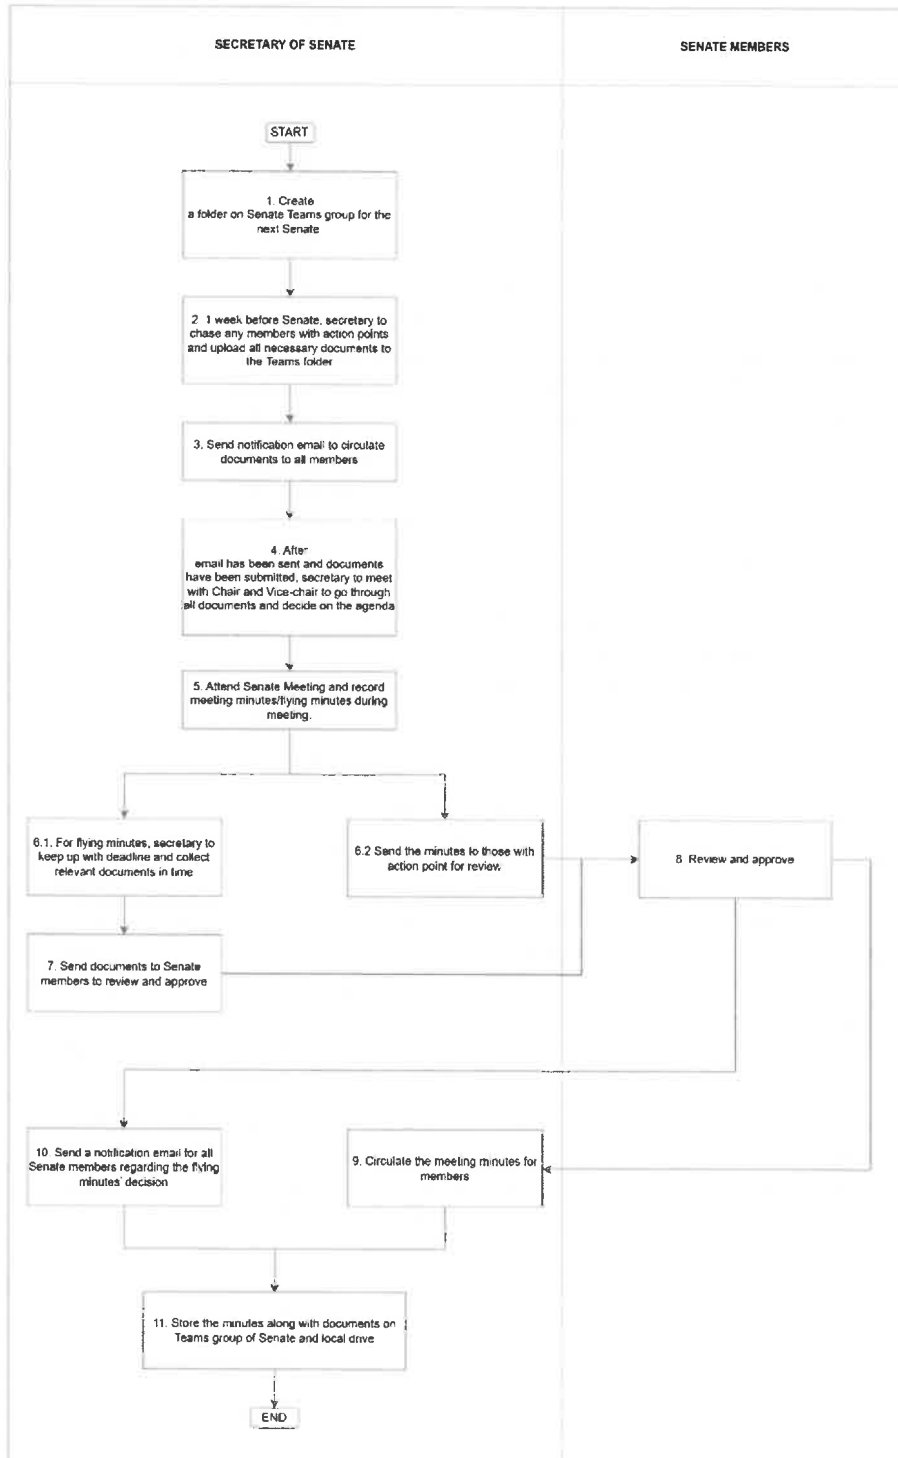 SECRETARY OF SENATE
SENATE MEMBERS
START
1. Create
a folder on Senate Teams group for the
next Senate
2. 1 week before Senate, secretary to
chase any members with action points
and upload all necessary documents to
the Teams folder
3. Send notification email to circulate
documents to all members
4. After
email has been sent and documents
have been submitted, secretary to meet
with Chair and Vice-chair to go through
all documents and decide on the agenda
5. Attend Senate Meeting and record
meeting minutes/flying minutes during
meeting.
6.1. For flying minutes, secretary to
keep up with deadline and collect
relevant documents in time
6.2 Send the minutes to those with
action point for review.
8. Review and approve
7. Send documents to Senate
members to review and approve
10. Send a notification email for all
Senate members regarding the flying
minutes' decision
9. Circulate the meeting minutes for
members
11. Store the minutes along with documents on
Teams group of Senate and local drive
END